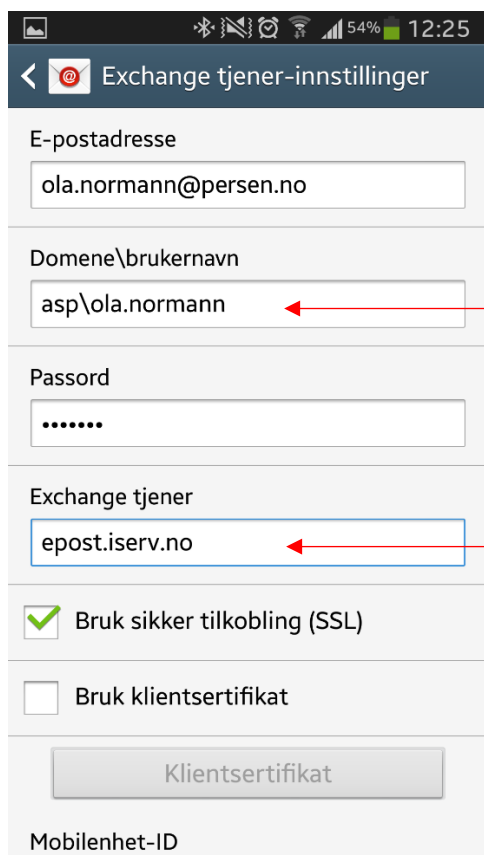 54% 12:25
Exchange tjener-innstillinger
E-postadresse
ola.normann@persen.no
Domene\brukernavn
asp\ola.normann
Passord
•••••••
Exchange tjener
epost.iserv.no
Bruk sikker tilkobling (SSL)
Bruk klientsertifikat
Klientsertifikat
Mobilenhet-ID